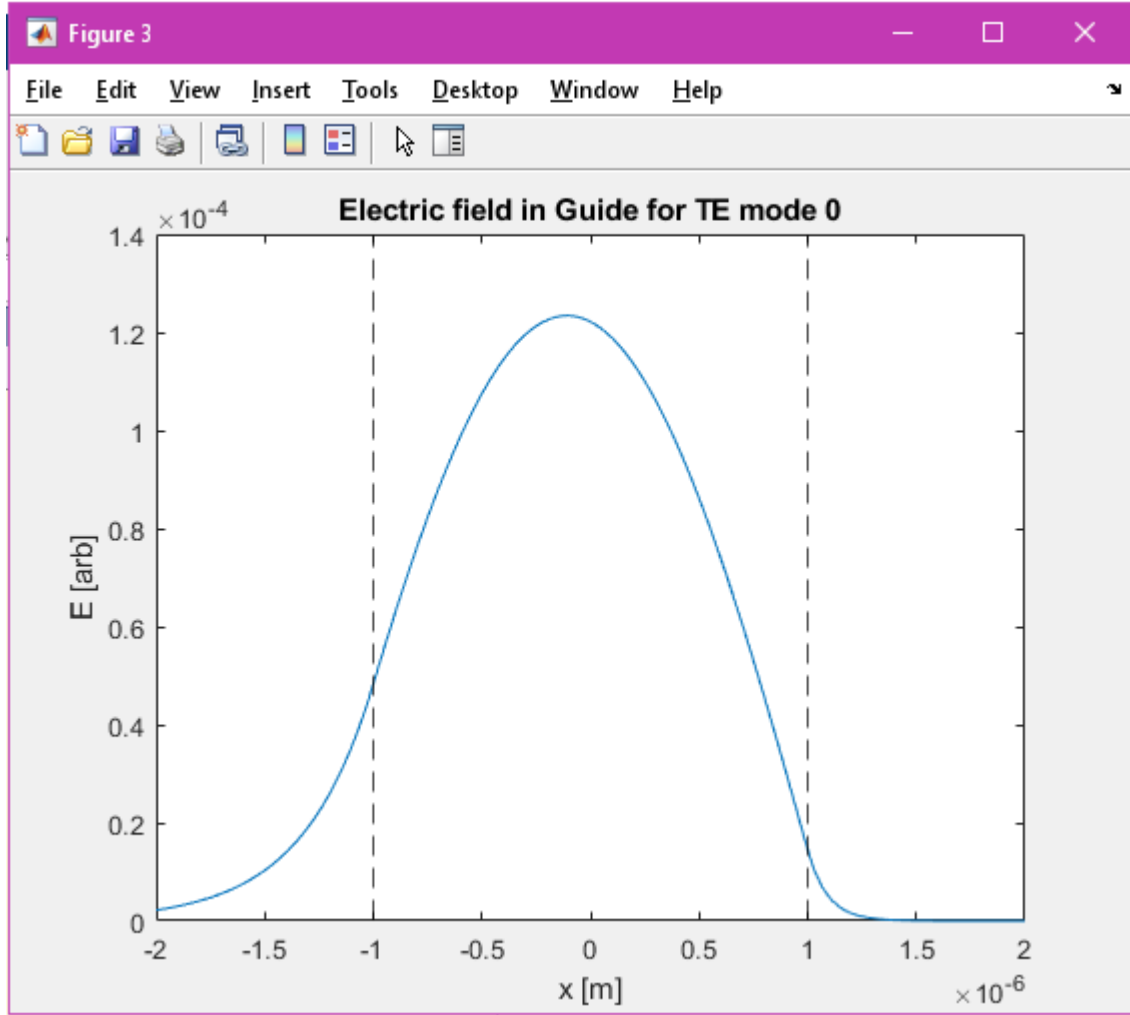 Figure 3
File Edit View Insert Tools Desktop Window Help
×10-4
Electric field in Guide for TE mode 0
1.4
1.2
1
0.8
0.6
0.4
0.2
0
E [arb]
-2 -1.5 -1 -0.5 0 0.5 1 1.5 2
x [m]
×10-6